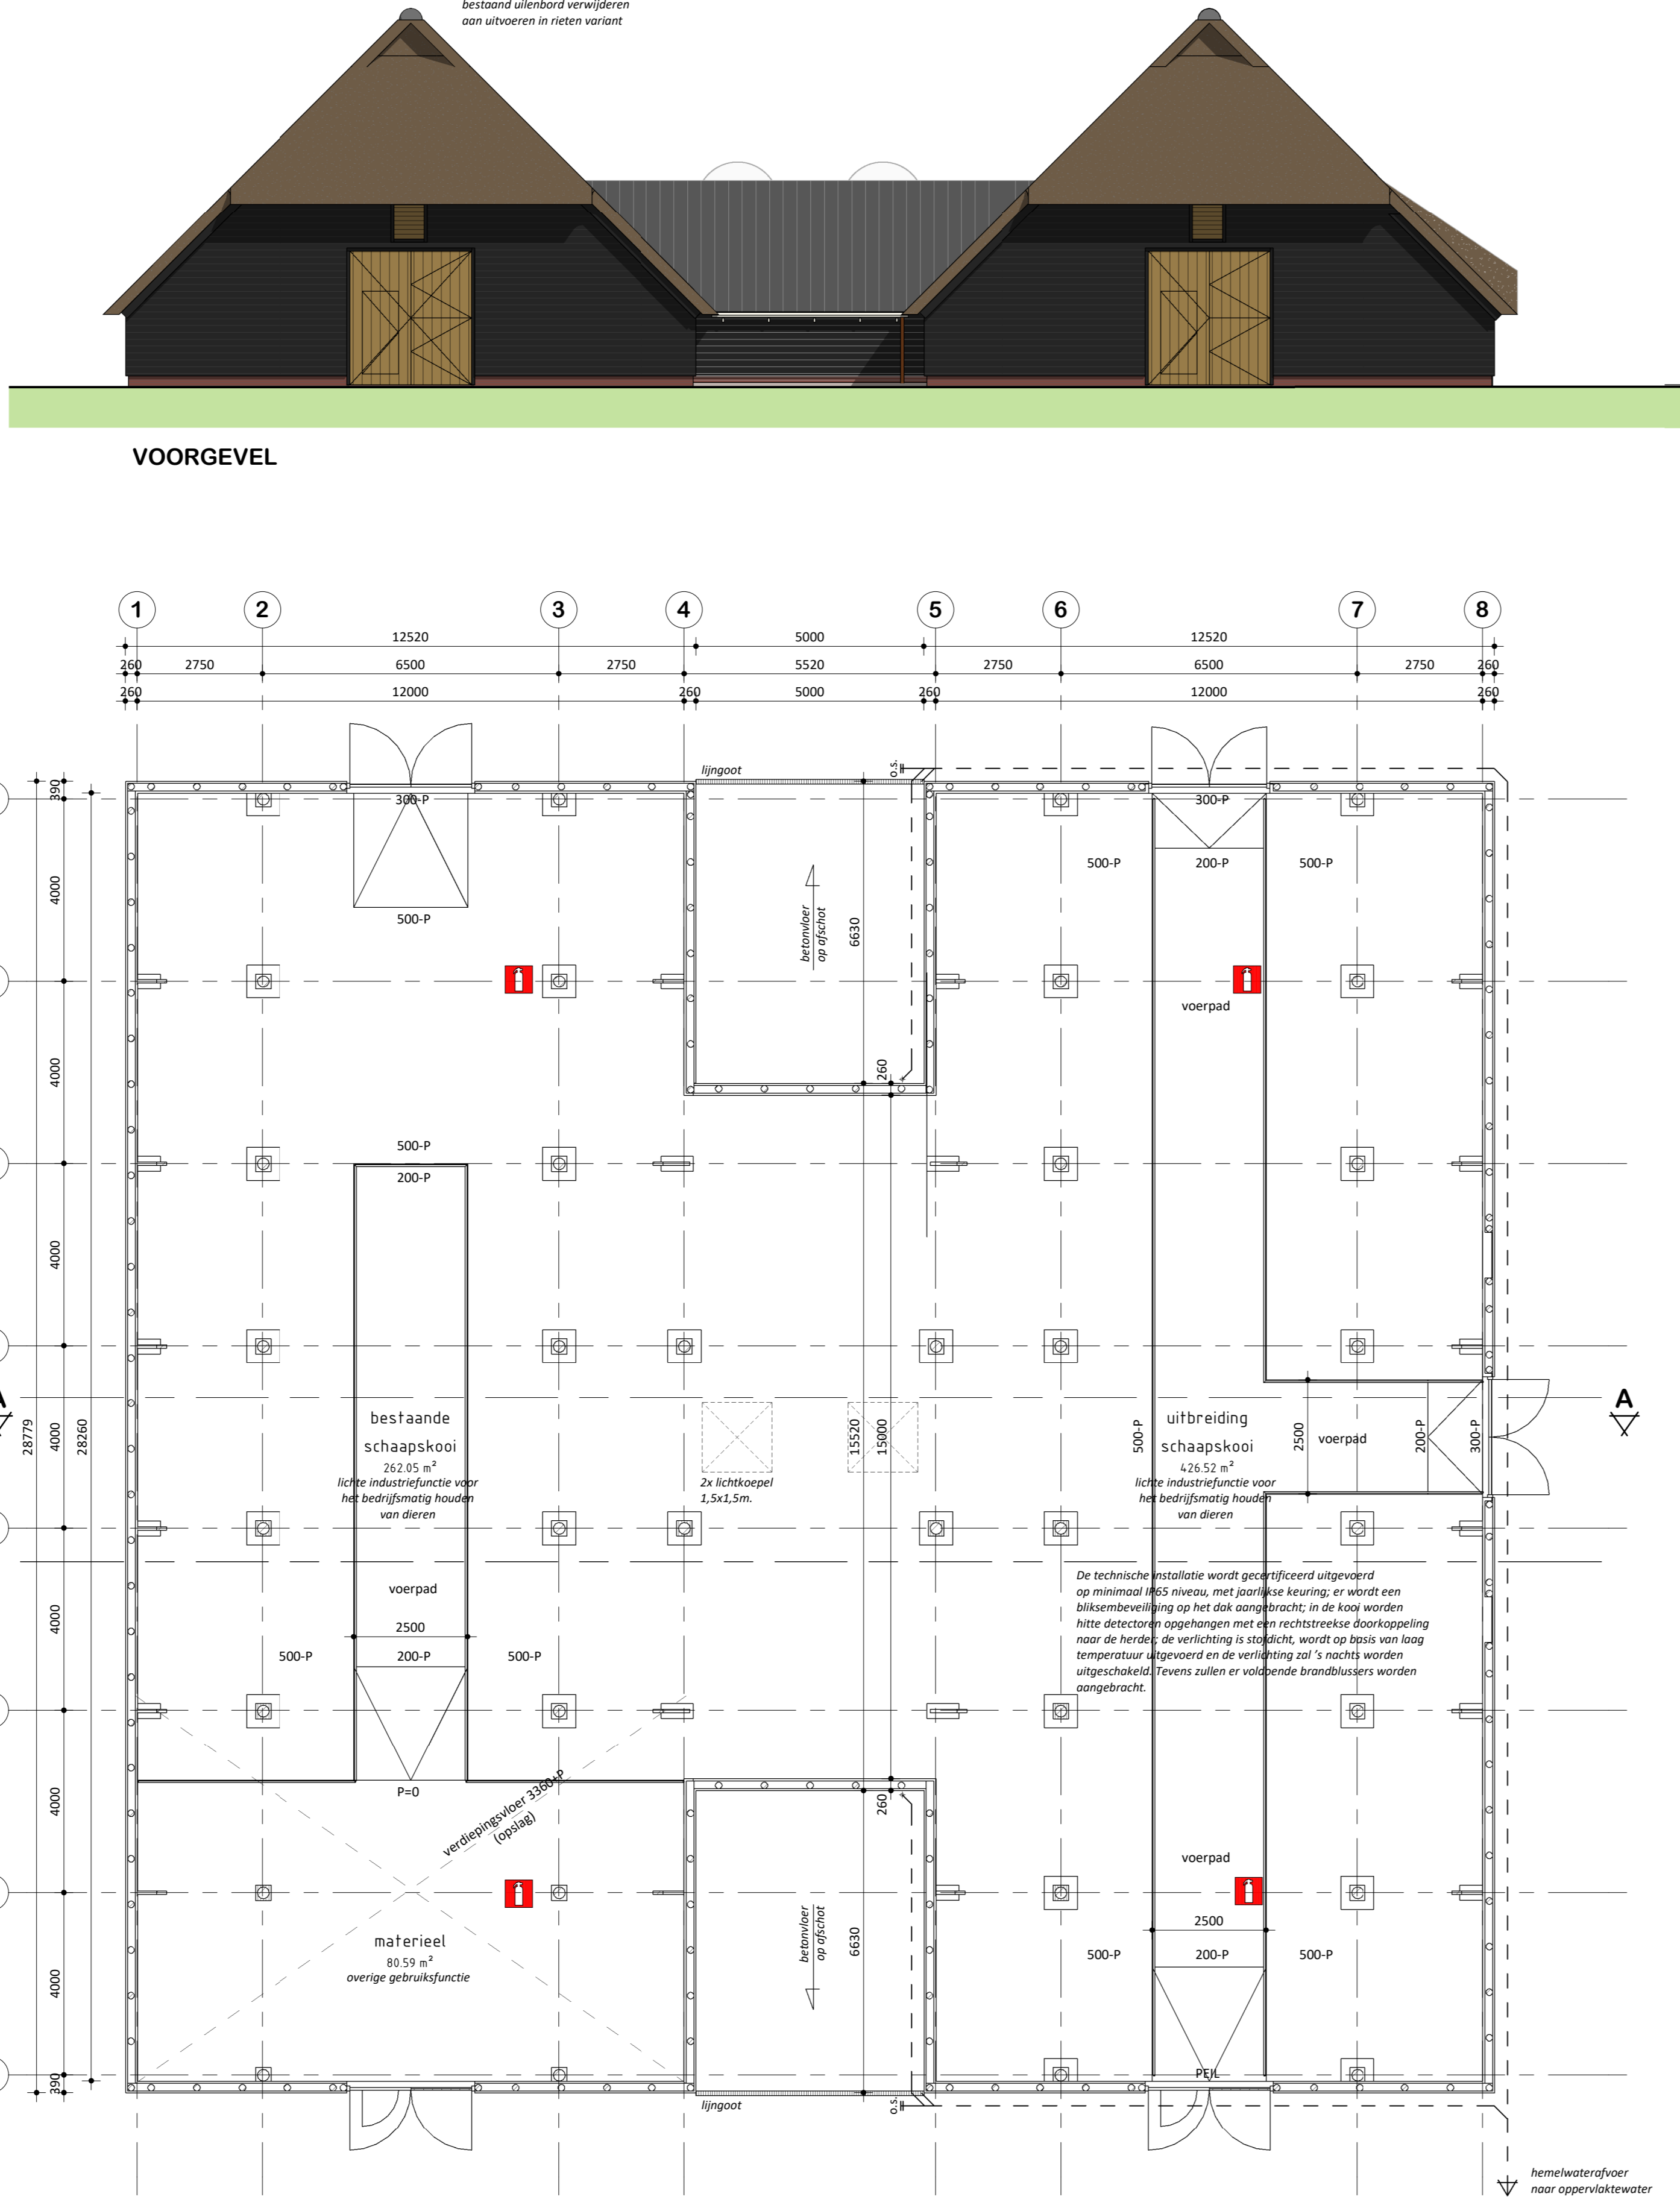 bestaand uilenbord verwijderen
aan uitvoeren in rieten variant
VOORGEVEL
1 2 3 4 5 6 7 8
12520 5000 12520
260 2750 6500 2750 5520 2750 6500 2750 260
260 12000 260 5000 260 12000 260
390
4000
4000
4000
4000
4000
4000
4000
390
28779
28260
lijngoot
o.s.
300-P
500-P
betonvloer
op afschot
6630
260
300-P
500-P 200-P 500-P
voerpad
500-P
200-P
A
A
bestaande
schaapskooi
262.05 m²
lichte industriefunctie voor
het bedrijfsmatig houden
van dieren
2x lichtkoepel
1,5x1,5m.
15520
15000
500-P
uitbreiding
schaapskooi
426.52 m²
lichte industriefunctie voor
het bedrijfsmatig houden
van dieren
2500
voerpad
200-P
300-P
De technische installatie wordt gecertificeerd uitgevoerd
op minimaal IP65 niveau, met jaarlijkse keuring; er wordt een
bliksembeveiliging op het dak aangebracht; in de kooi worden
hitte detectoren opgehangen met een rechtstreekse doorkoppeling
naar de herder; de verlichting is stofdicht, wordt op basis van laag
temperatuur uitgevoerd en de verlichting zal 's nachts worden
uitgeschakeld. Tevens zullen er voldoende brandblussers worden
aangebracht.
voerpad
2500
500-P 200-P 500-P
P=0
verdiepingsvloer 3360+P
(opslag)
260
materieel
80.59 m²
overige gebruiksfunctie
betonvloer
op afschot
6630
voerpad
2500
500-P 200-P 500-P
PEIL
lijngoot
o.s.
hemelwaterafvoer
naar oppervlaktewater